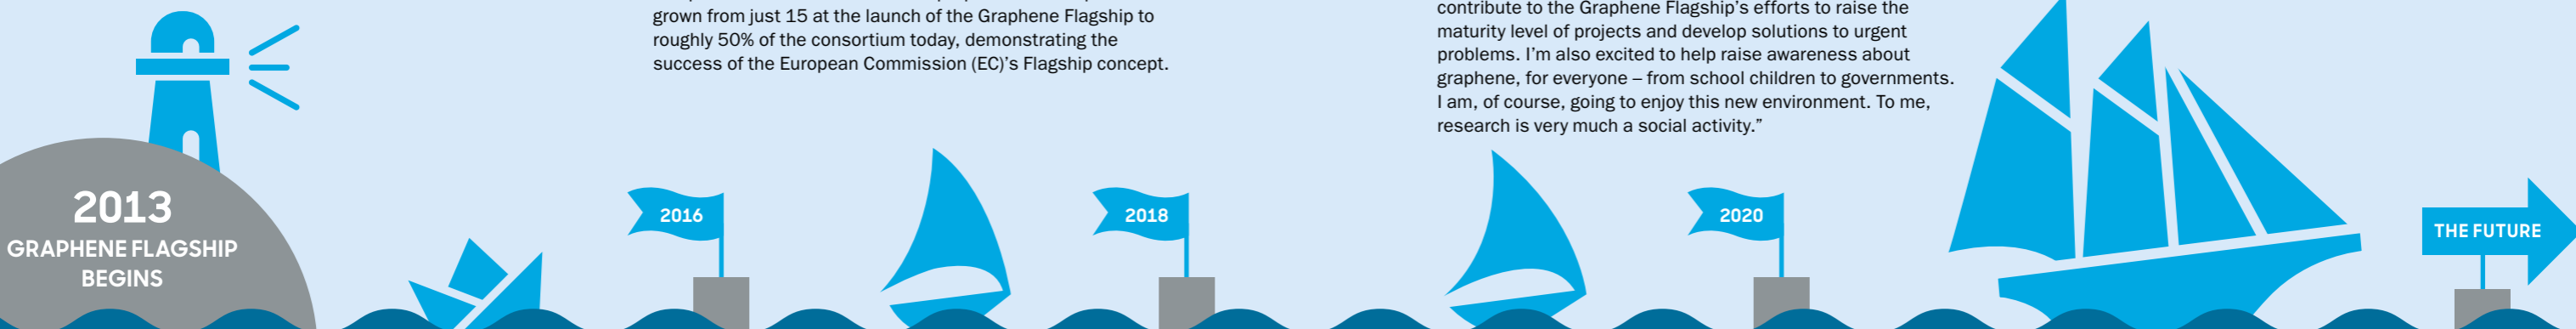 grown from just 15 at the launch of the Graphene Flagship to
roughly 50% of the consortium today, demonstrating the
success of the European Commission (EC)’s Flagship concept.
contribute to the Graphene Flagship’s efforts to raise the
maturity level of projects and develop solutions to urgent
problems. I’m also excited to help raise awareness about
graphene, for everyone – from school children to governments.
I am, of course, going to enjoy this new environment. To me,
research is very much a social activity.”
2013
GRAPHENE FLAGSHIP
BEGINS
2016
2018
2020
THE FUTURE